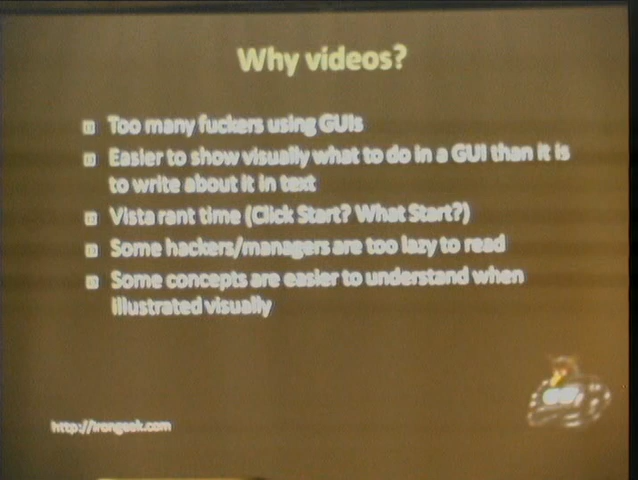 Why videos?
Too many fuckers using GUIs
Easier to show visually what to do in a GUI than it is
to write about it in text
Vista rant time (Click Start? What Start?)
Some hackers/managers are too lazy to read
Some concepts are easier to understand when
illustrated visually
http://irongeek.com